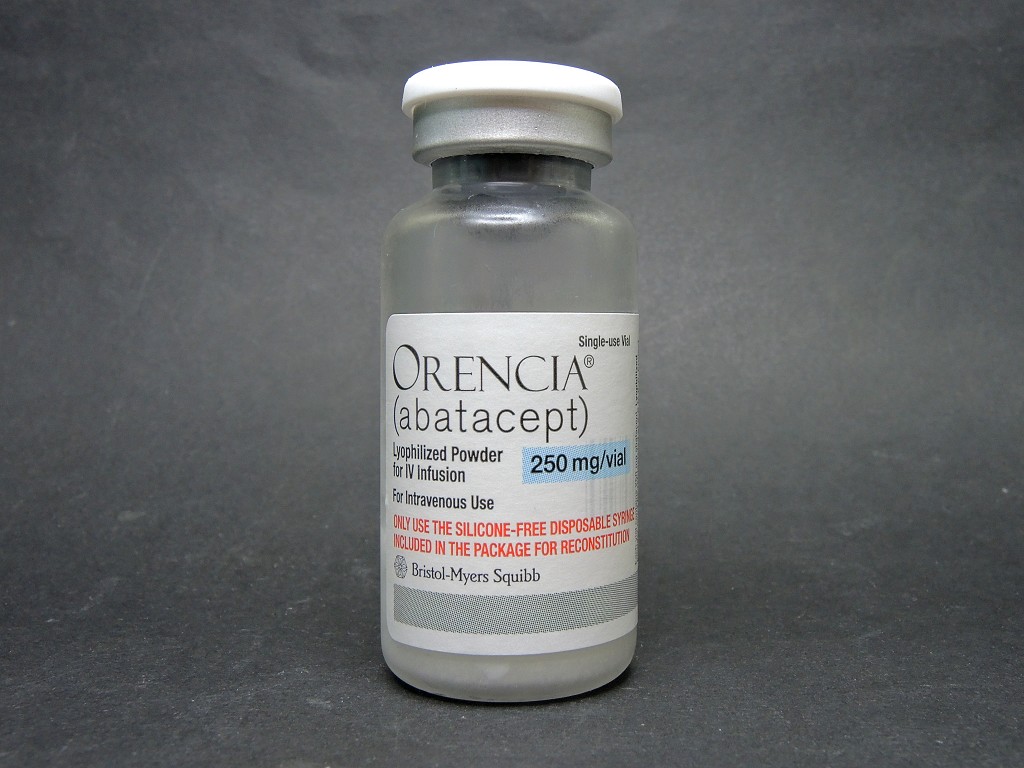 Single-use Vial
ORENCIA®
(abatacept)
Lyophilized Powder
for IV Infusion
250 mg/vial
For Intravenous Use
ONLY USE THE SILICONE-FREE DISPOSABLE SYRINGE
INCLUDED IN THE PACKAGE FOR RECONSTITUTION
Bristol-Myers Squibb